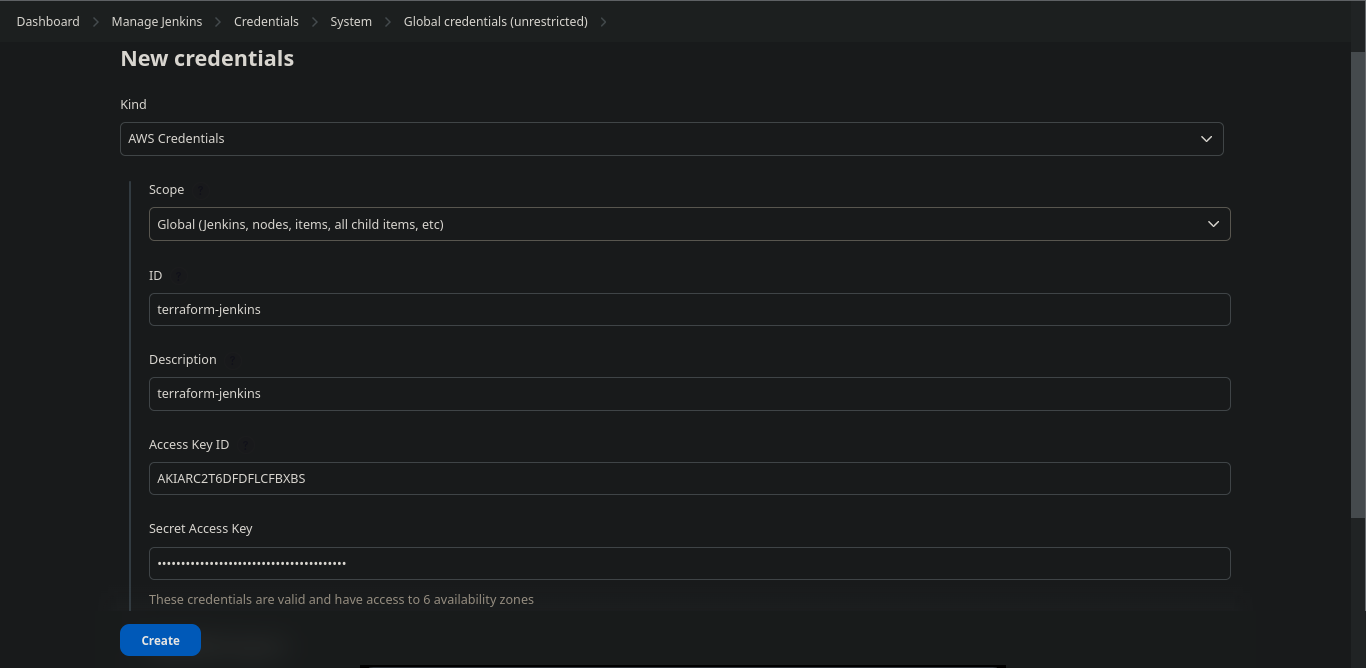 Dashboard > Manage Jenkins > Credentials > System > Global credentials (unrestricted) >
New credentials
Kind
AWS Credentials
Scope ?
Global (Jenkins, nodes, items, all child items, etc)
ID ?
terraform-jenkins
Description ?
terraform-jenkins
Access Key ID ?
AKIARC2T6DFDFLCFBXBS
Secret Access Key
••••••••••••••••••••••••••••••••••••••••
These credentials are valid and have access to 6 availability zones
Create